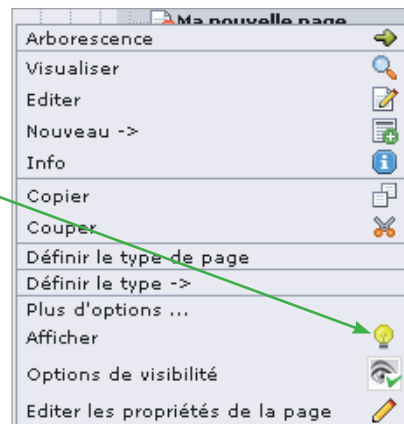 Ma nouvelle page
Arborescence
Visualiser
Editer
Nouveau ->
Info
Copier
Couper
Définir le type de page
Définir le type ->
Plus d'options ...
Afficher
Options de visibilité
Editer les propriétés de la page